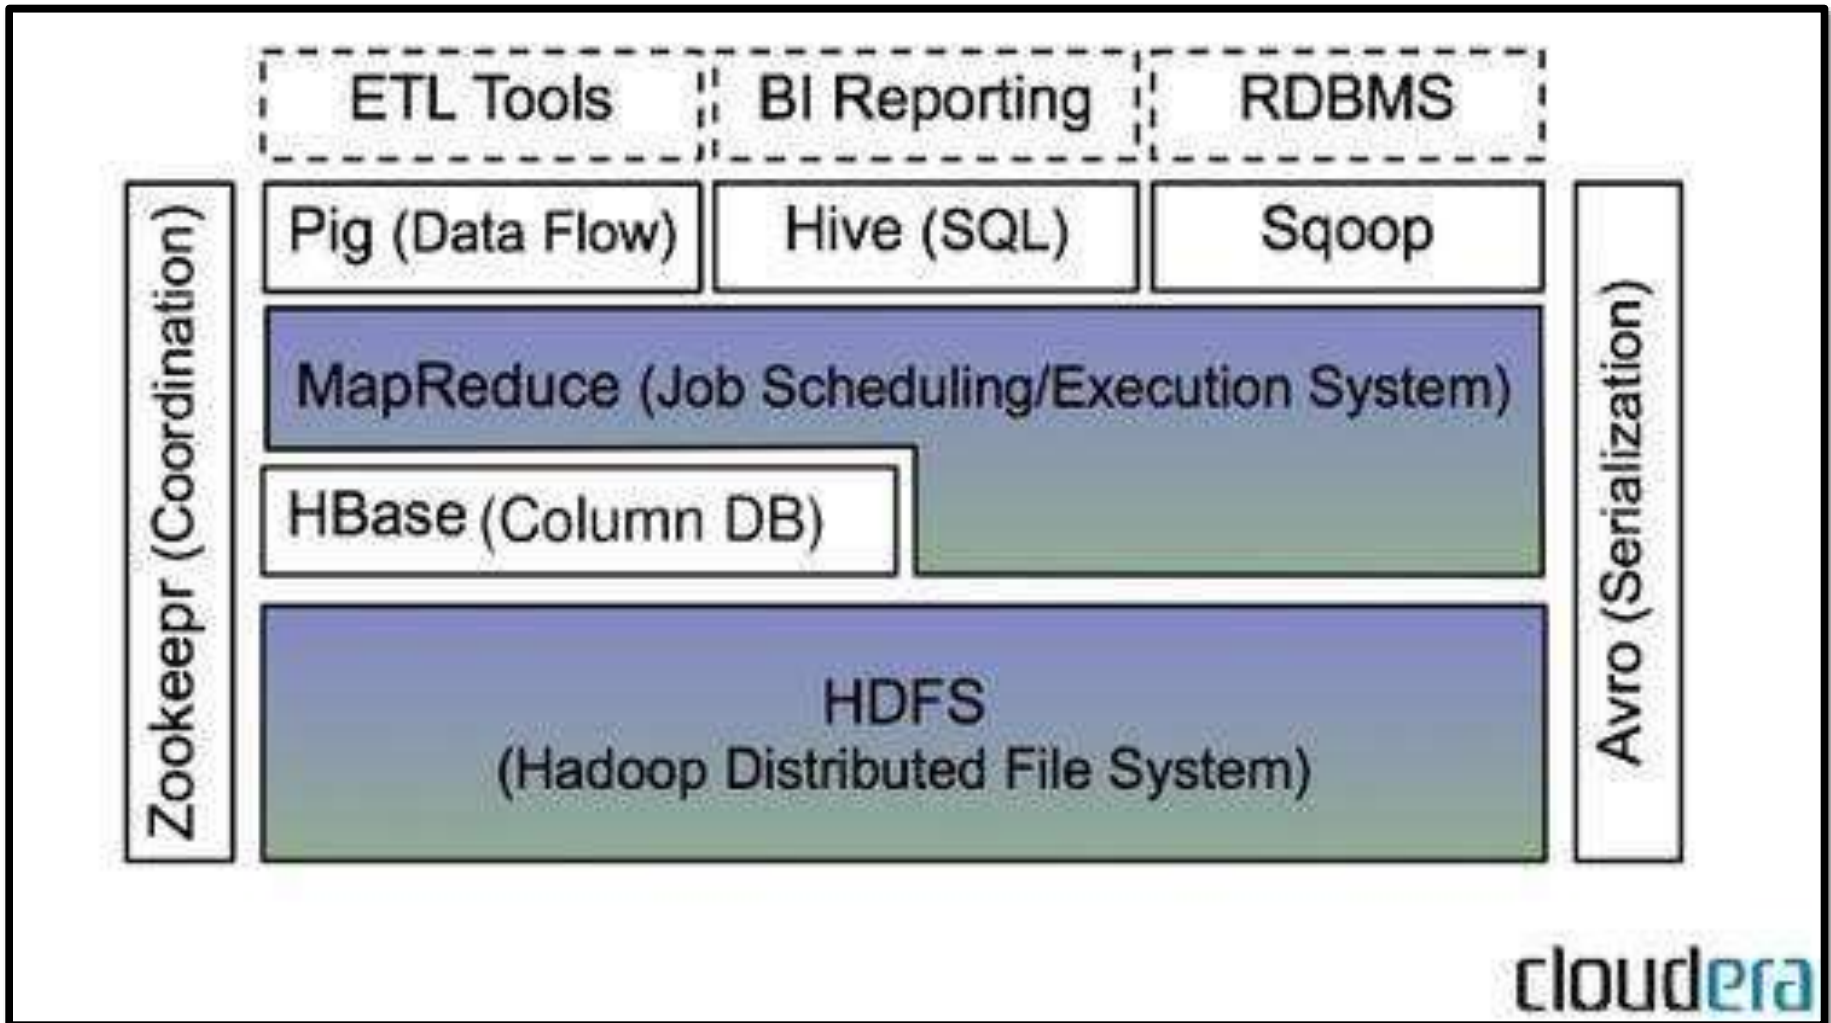 ETL Tools
BI Reporting
RDBMS
Pig (Data Flow)
Hive (SQL)
Sqoop
MapReduce (Job Scheduling/Execution System)
HBase (Column DB)
HDFS
(Hadoop Distributed File System)
Zookeepr (Coordination)
Avro (Serialization)
cloudera